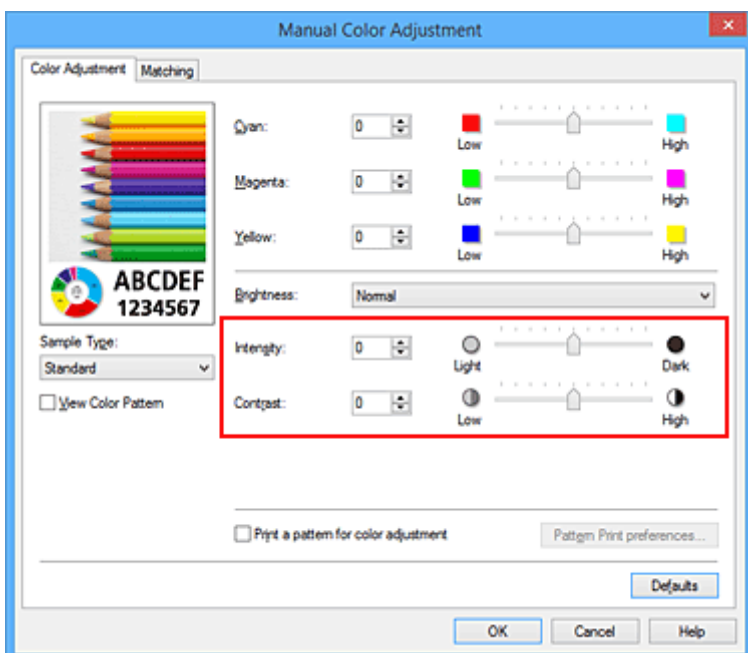 Manual Color Adjustment
Color Adjustment Matching
Cyan: 0 Low High
Magenta: 0 Low High
Yellow: 0 Low High
ABCDEF
1234567
Brightness: Normal
Sample Type:
Standard
View Color Pattern
Intensity: 0 Light Dark
Contrast: 0 Low High
Print a pattern for color adjustment Pattern Print preferences...
Defaults
OK Cancel Help